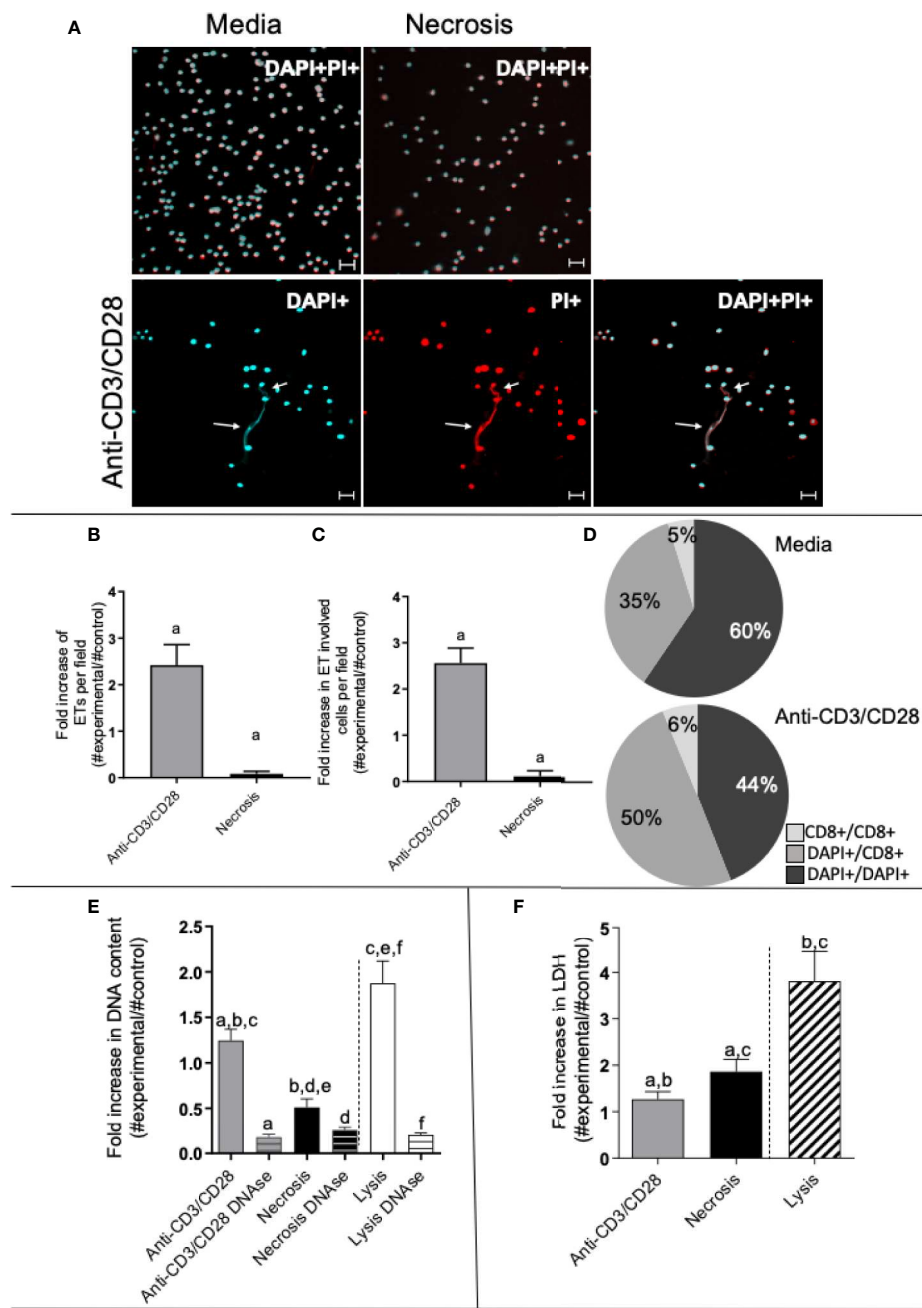 A
Media
Necrosis
DAPI+PI+
DAPI+PI+
Anti-CD3/CD28
DAPI+
PI+
DAPI+PI+
B
Fold increase of
ETs per field
(#experimental/#control)
4
3
2
1
0
a
a
Anti-CD3/CD28
Necrosis
C
Fold increase in ET involved
cells per field
(#experimental/#control)
4
3
2
1
0
a
a
Anti-CD3/CD28
Necrosis
D
5%
Media
35%
60%
Anti-CD3/CD28
6%
44%
50%
CD8+/CD8+
DAPI+/CD8+
DAPI+/DAPI+
E
Fold increase in DNA content
(#experimental/#control)
2.5
2.0
1.5
1.0
0.5
0.0
a,b,c
a
b,d,e
d
c,e,f
f
Anti-CD3/CD28
Anti-CD3/CD28 DNAse
Necrosis
Necrosis DNAse
Lysis
Lysis DNAse
F
Fold increase in LDH
(#experimental/#control)
5
4
3
2
1
0
a,b
a,c
b,c
Anti-CD3/CD28
Necrosis
Lysis